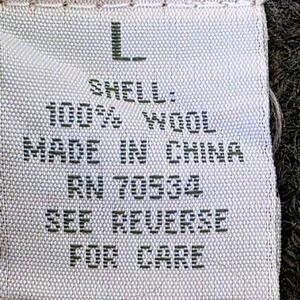 L
SHELL:
100% WOOL
MADE IN CHINA
RN 70534
SEE REVERSE
FOR CARE